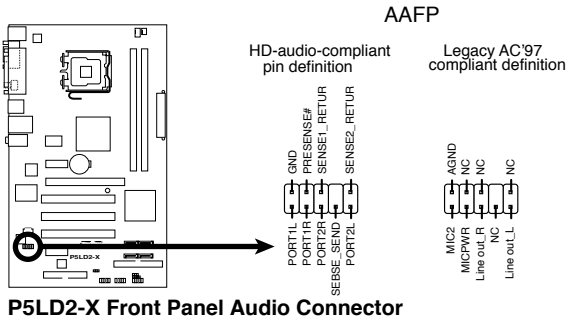 AAFP
HD-audio-compliant
pin definition
Legacy AC'97
compliant definition
GND
PRESENSE#
SENSE1_RETUR
SENSE2_RETUR
PORT1L
PORT1R
PORT2R
SEBSE_SEND
PORT2L
AGND
NC
NC
NC
MIC2
MICPWR
Line out_R
NC
Line out_L
P5LD2-X
P5LD2-X Front Panel Audio Connector